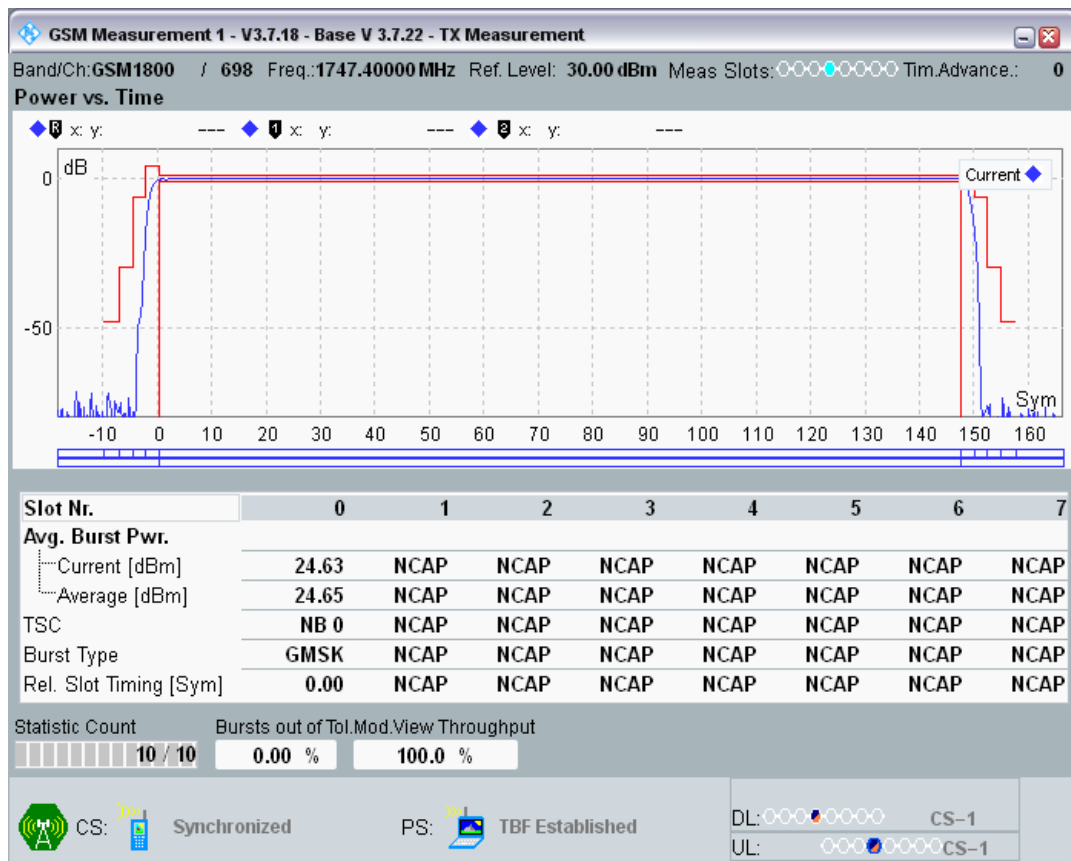 GSM Measurement 1 - V3.7.18 - Base V 3.7.22 - TX Measurement
Band/Ch:GSM1800 / 698 Freq.:1747.40000 MHz Ref. Level: 30.00 dBm Meas Slots: Tim.Advance.: 0
Power vs. Time
R x: y: --- 1 x: y: --- 2 x: y: ---
dB
Current
0
-50
Sym
-10 0 10 20 30 40 50 60 70 80 90 100 110 120 130 140 150 160
Slot Nr. 0 1 2 3 4 5 6 7
Avg. Burst Pwr.
Current [dBm] 24.63 NCAP NCAP NCAP NCAP NCAP NCAP NCAP
Average [dBm] 24.65 NCAP NCAP NCAP NCAP NCAP NCAP NCAP
TSC NB 0 NCAP NCAP NCAP NCAP NCAP NCAP NCAP
Burst Type GMSK NCAP NCAP NCAP NCAP NCAP NCAP NCAP
Rel. Slot Timing [Sym] 0.00 NCAP NCAP NCAP NCAP NCAP NCAP NCAP
Statistic Count Bursts out of Tol.Mod.View Throughput
10 / 10 0.00 % 100.0 %
CS: Synchronized PS: TBF Established
DL: CS-1
UL: CS-1